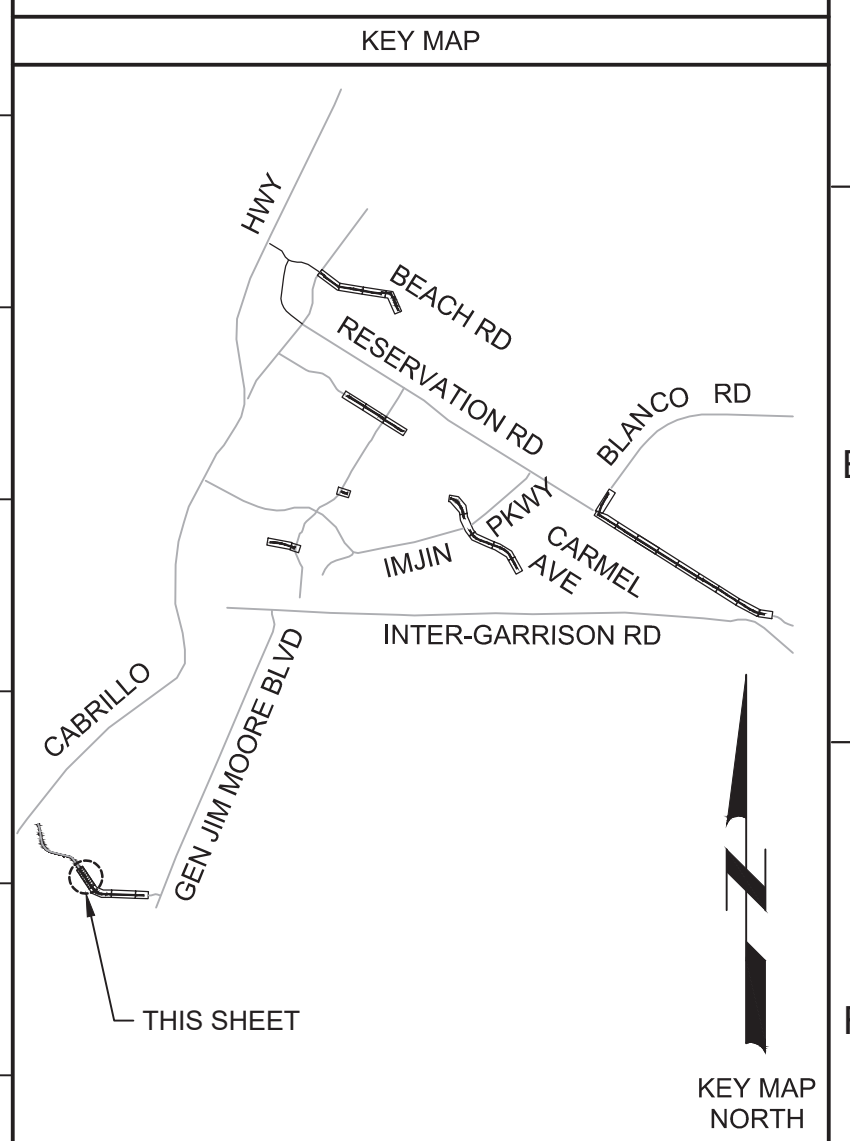 KEY MAP
HWY
BEACH RD
RESERVATION RD
BLANCO RD
PKWY
CARMEL
AVE
IMJIN
INTER-GARRISON RD
CABRILLO
GEN JIM MOORE BLVD
THIS SHEET
KEY MAP
NORTH